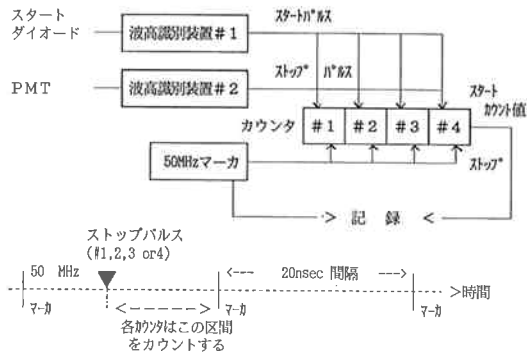 スタート
ダイオード
波高識別装置#1
スタートパルス
ストップ パルス
PMT
波高識別装置#2
スタート
カウント値
カウンタ #1 #2 #3 #4
50MHzマーカ
ストップ
> 記 録 <
ストップパルス
(#1,2,3 or4)
50 MHz
<--- 20nsec 間隔 --->
>時間
マーカ
マーカ
マーカ
各カウンタはこの区間
をカウントする